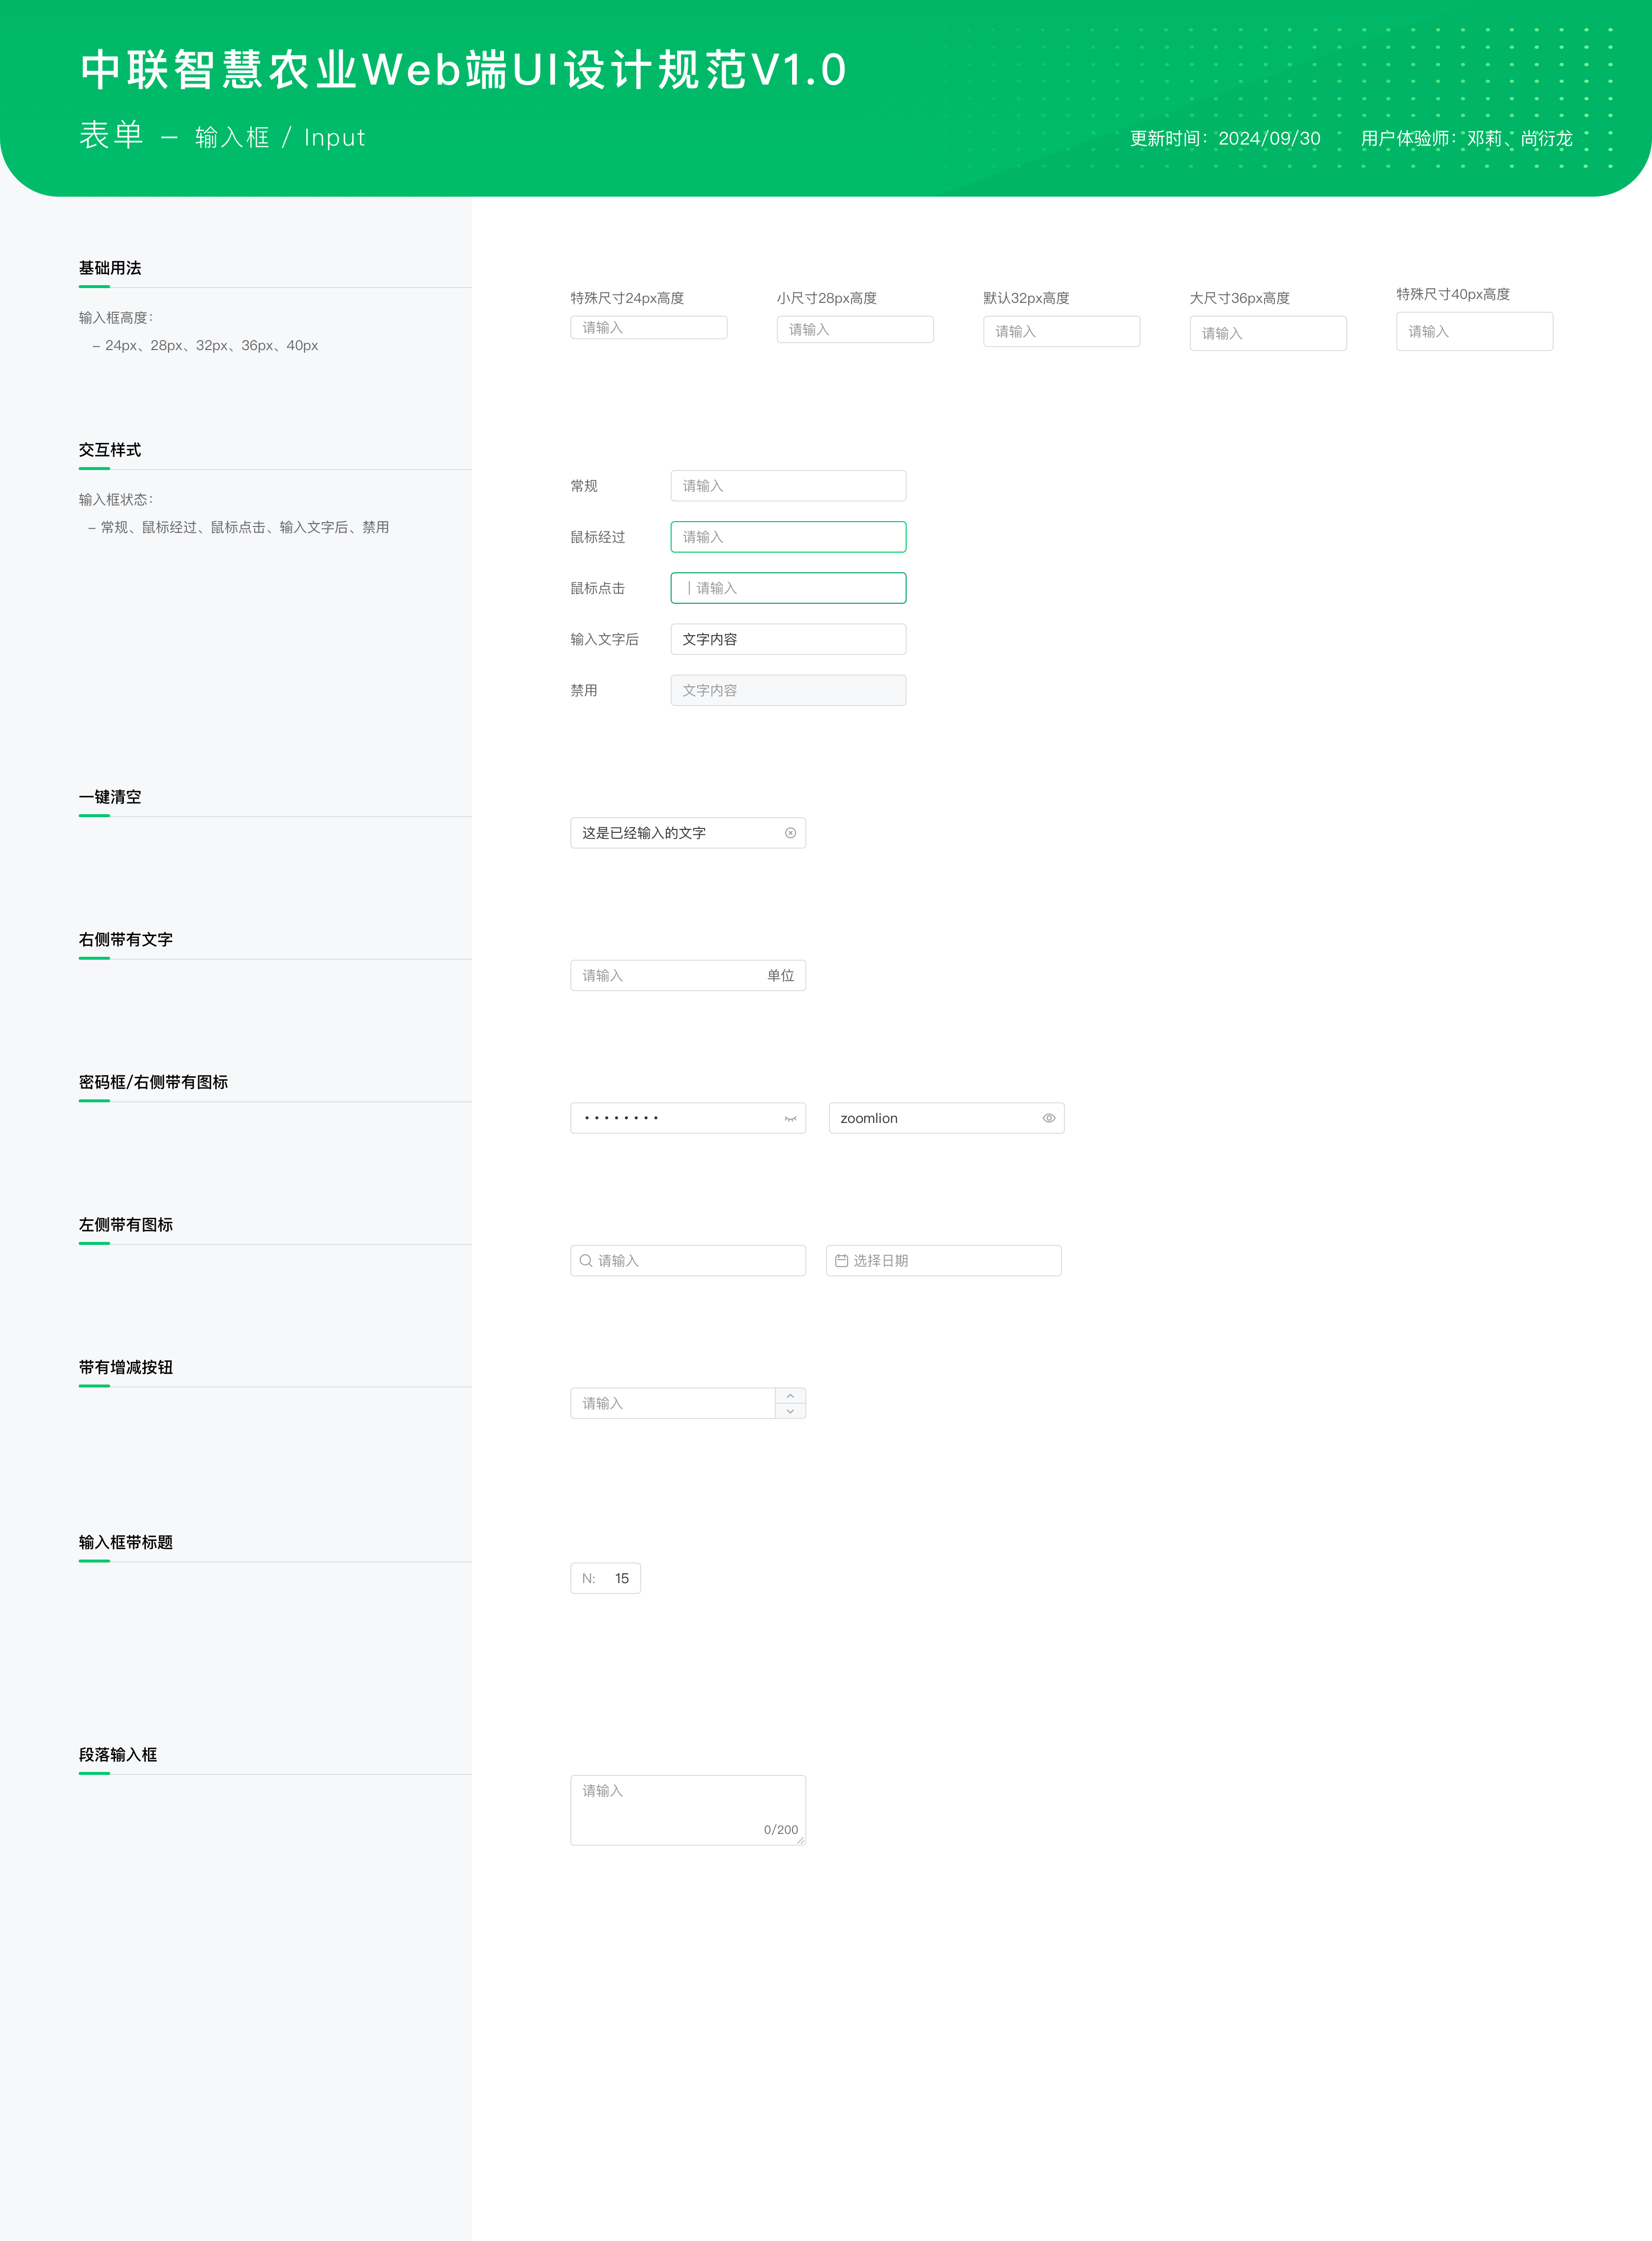 中联智慧农业Web端UI设计规范V1.0
表单 – 输入框 / Input
更新时间：2024/09/30 用户体验师：邓莉、尚衍龙
基础用法
输入框高度：
– 24px、28px、32px、36px、40px
特殊尺寸24px高度
请输入
小尺寸28px高度
请输入
默认32px高度
请输入
大尺寸36px高度
请输入
特殊尺寸40px高度
请输入
交互样式
输入框状态：
– 常规、鼠标经过、鼠标点击、输入文字后、禁用
常规 请输入
鼠标经过 请输入
鼠标点击 请输入
输入文字后 文字内容
禁用 文字内容
一键清空
这是已经输入的文字
右侧带有文字
请输入 单位
密码框/右侧带有图标
•••••••• zoomlion
左侧带有图标
请输入 选择日期
带有增减按钮
请输入
输入框带标题
N: 15
段落输入框
请输入
0/200